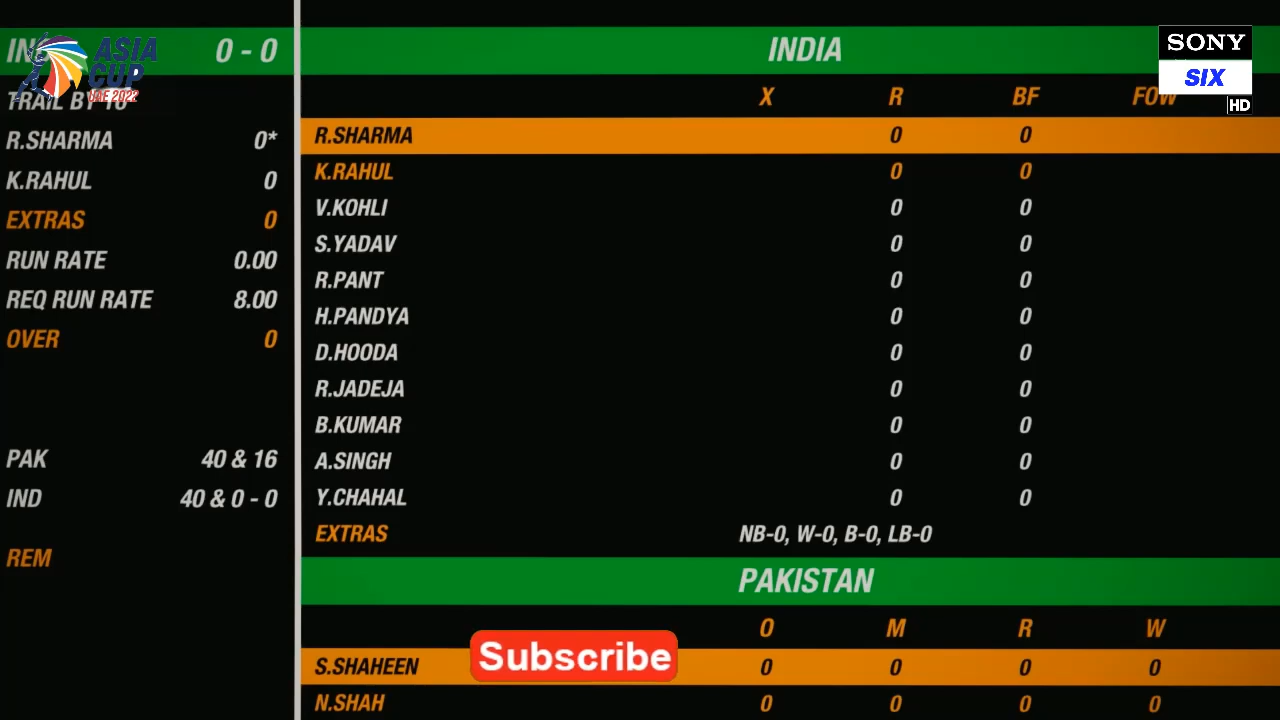 IND 0 - 0
ASIA
CUP
UAE 2022
TRAIL BY 16
R.SHARMA 0*
K.RAHUL 0
EXTRAS 0
RUN RATE 0.00
REQ RUN RATE 8.00
OVER 0
PAK 40 & 16
IND 40 & 0 - 0
REM
INDIA
SONY
SIX
HD
X R BF FOW
R.SHARMA 0 0
K.RAHUL 0 0
V.KOHLI 0 0
S.YADAV 0 0
R.PANT 0 0
H.PANDYA 0 0
D.HOODA 0 0
R.JADEJA 0 0
B.KUMAR 0 0
A.SINGH 0 0
Y.CHAHAL 0 0
EXTRAS NB-0, W-0, B-0, LB-0
PAKISTAN
O M R W
Subscribe
S.SHAHEEN 0 0 0 0
N.SHAH 0 0 0 0